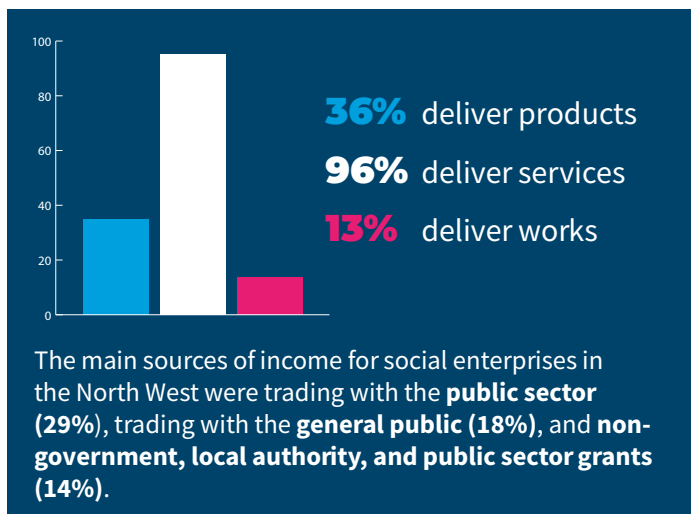 100
80
60
40
20
0
36% deliver products
96% deliver services
13% deliver works
The main sources of income for social enterprises in
the North West were trading with the public sector
(29%), trading with the general public (18%), and non-
government, local authority, and public sector grants
(14%).